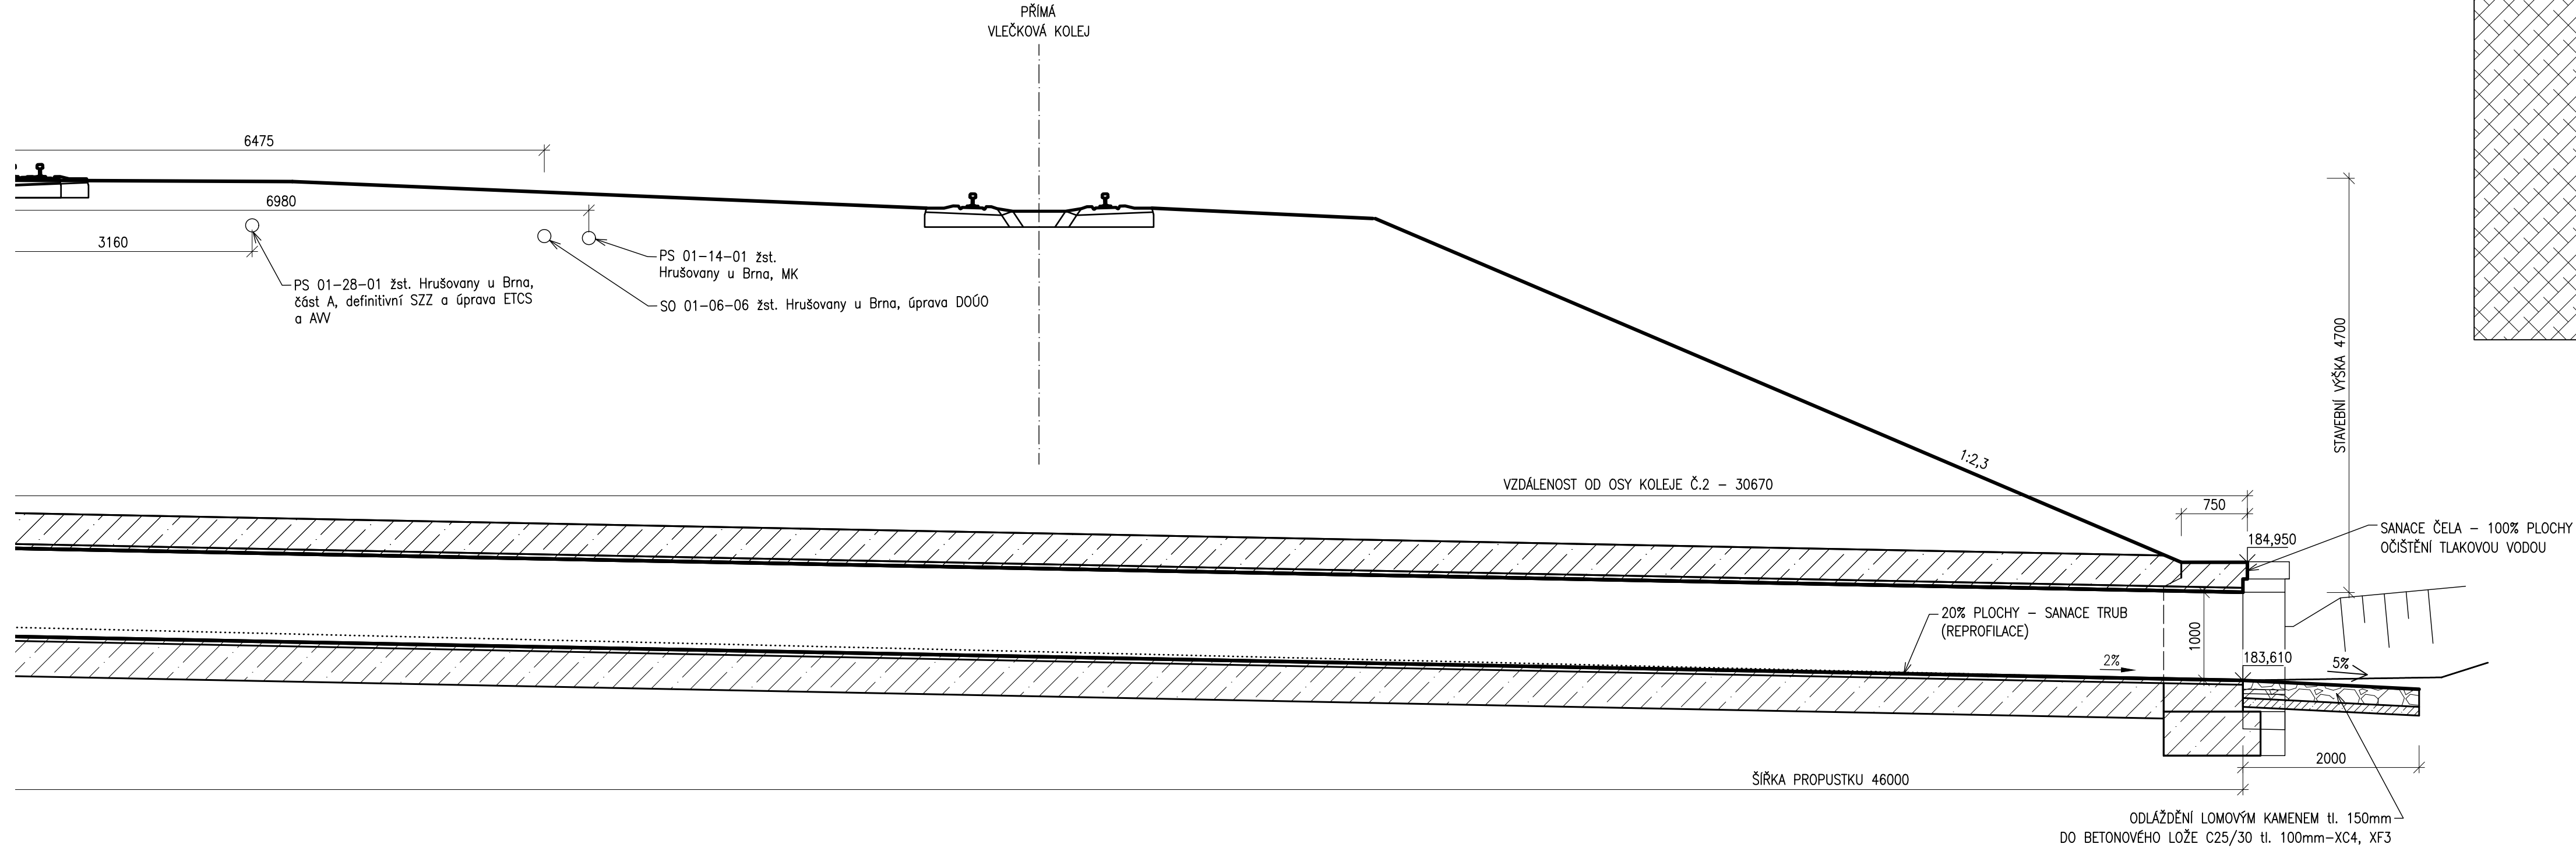 PŘÍMÁ
VLEČKOVÁ KOLEJ
6475
6980
3160
PS 01-28-01 žst. Hrušovany u Brna,
část A, definitivní SZZ a úprava ETCS
a AVV
PS 01-14-01 žst.
Hrušovany u Brna, MK
SO 01-06-06 žst. Hrušovany u Brna, úprava DOÚO
1:2,3
STAVEBNÍ VÝŠKA 4700
VZDÁLENOST OD OSY KOLEJE Č.2 - 30670
750
184,950
SANACE ČELA - 100% PLOCHY
OČIŠTĚNÍ TLAKOVOU VODOU
20% PLOCHY - SANACE TRUB
(REPROFILACE)
1000
2%
183,610
5%
2000
ŠÍŘKA PROPUSTKU 46000
ODLÁŽDĚNÍ LOMOVÝM KAMENEM tl. 150mm
DO BETONOVÉHO LOŽE C25/30 tl. 100mm-XC4, XF3